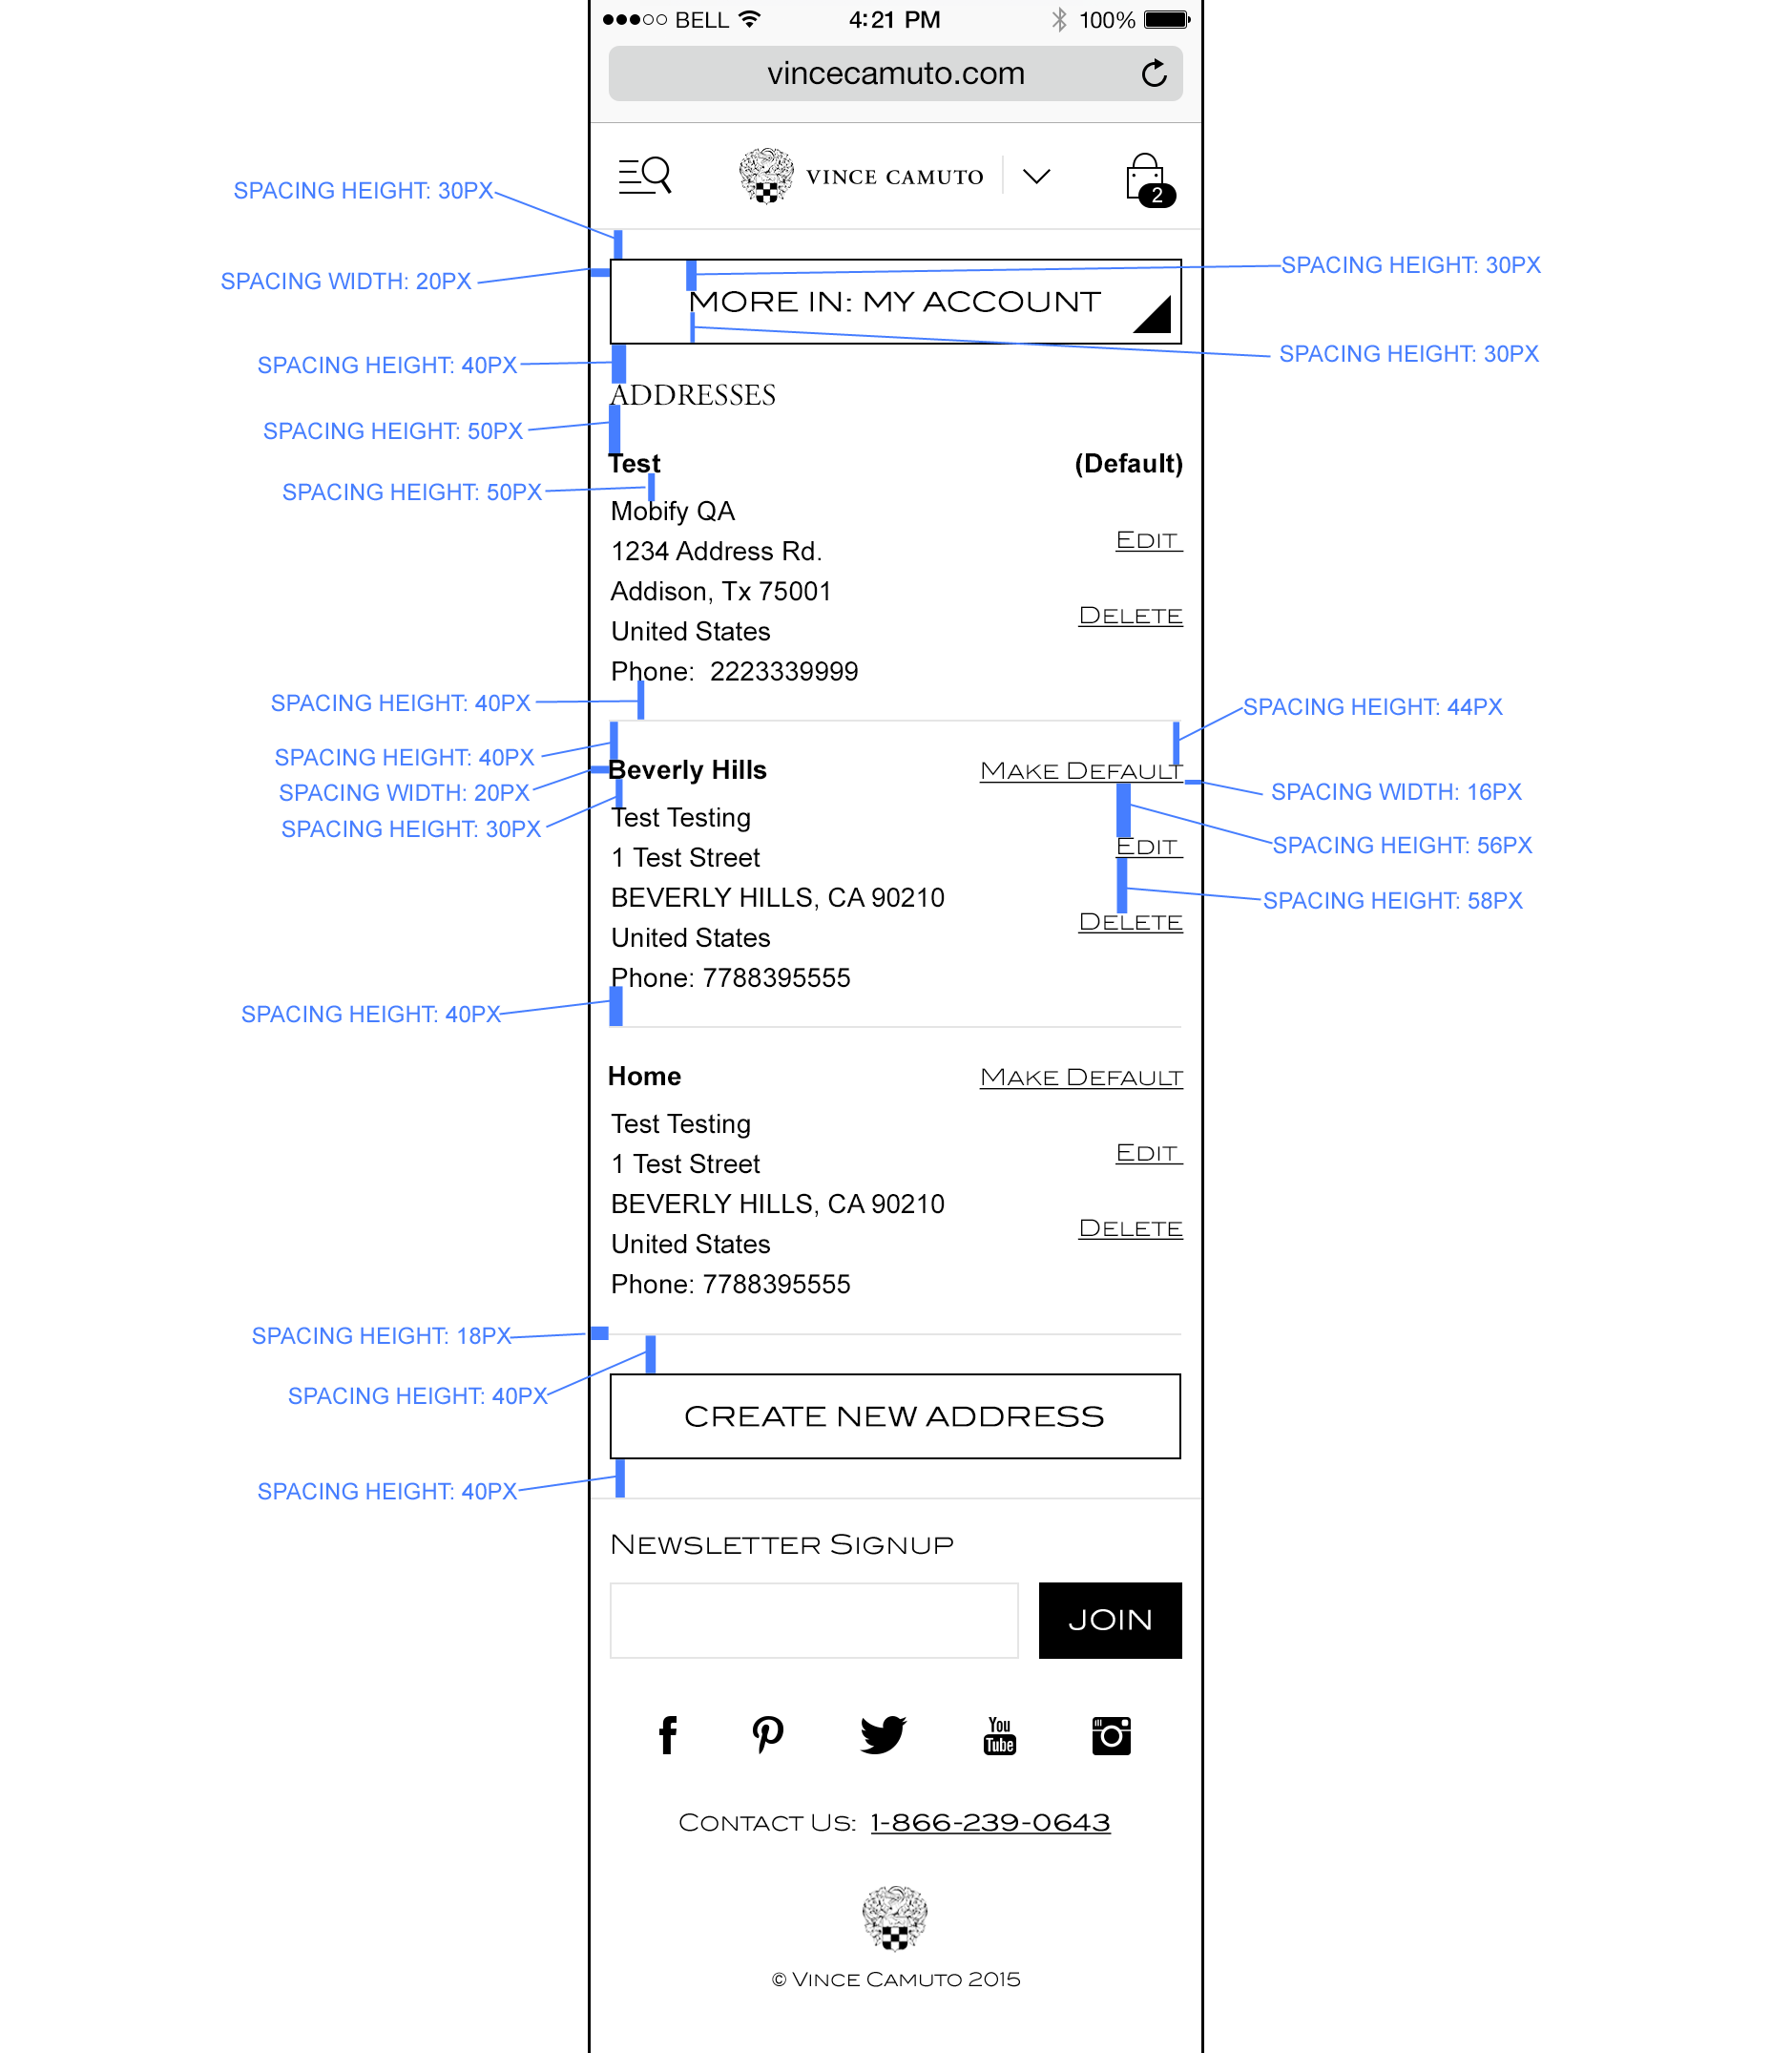 BELL 4:21 PM 100%
vincecamuto.com
VINCE CAMUTO 2
SPACING HEIGHT: 30PX
SPACING WIDTH: 20PX
SPACING HEIGHT: 30PX
MORE IN: MY ACCOUNT
SPACING HEIGHT: 30PX
SPACING HEIGHT: 40PX
ADDRESSES
SPACING HEIGHT: 50PX
Test (Default)
SPACING HEIGHT: 50PX
Mobify QA
EDIT
1234 Address Rd.
Addison, Tx 75001
DELETE
United States
Phone: 2223339999
SPACING HEIGHT: 40PX
SPACING HEIGHT: 44PX
SPACING HEIGHT: 40PX
Beverly Hills MAKE DEFAULT
SPACING WIDTH: 20PX
SPACING WIDTH: 16PX
SPACING HEIGHT: 30PX
Test Testing
EDIT
SPACING HEIGHT: 56PX
1 Test Street
BEVERLY HILLS, CA 90210
SPACING HEIGHT: 58PX
DELETE
United States
Phone: 7788395555
SPACING HEIGHT: 40PX
Home MAKE DEFAULT
Test Testing
EDIT
1 Test Street
BEVERLY HILLS, CA 90210
DELETE
United States
Phone: 7788395555
SPACING HEIGHT: 18PX
SPACING HEIGHT: 40PX
CREATE NEW ADDRESS
SPACING HEIGHT: 40PX
NEWSLETTER SIGNUP
JOIN
You
Tube
CONTACT US: 1-866-239-0643
© VINCE CAMUTO 2015